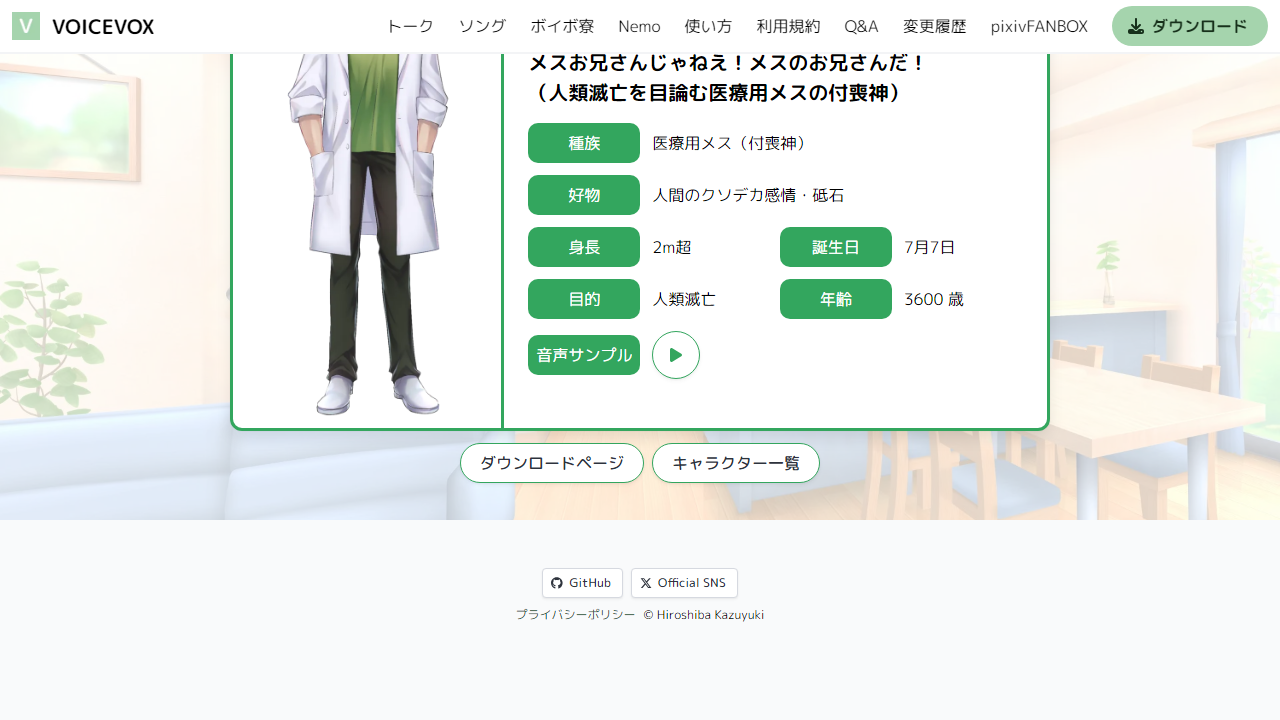 V VOICEVOX トーク ソング ボイボ寮 Nemo 使い方 利用規約 Q&A 変更履歴 pixivFANBOX ダウンロード
メスお兄さんじゃねえ！メスのお兄さんだ！
（人類滅亡を目論む医療用メスの付喪神）
種族 医療用メス（付喪神）
好物 人間のクソデカ感情・砥石
身長 2m超 誕生日 7月7日
目的 人類滅亡 年齢 3600 歳
音声サンプル
ダウンロードページ キャラクター一覧
GitHub Official SNS
プライバシーポリシー © Hiroshiba Kazuyuki